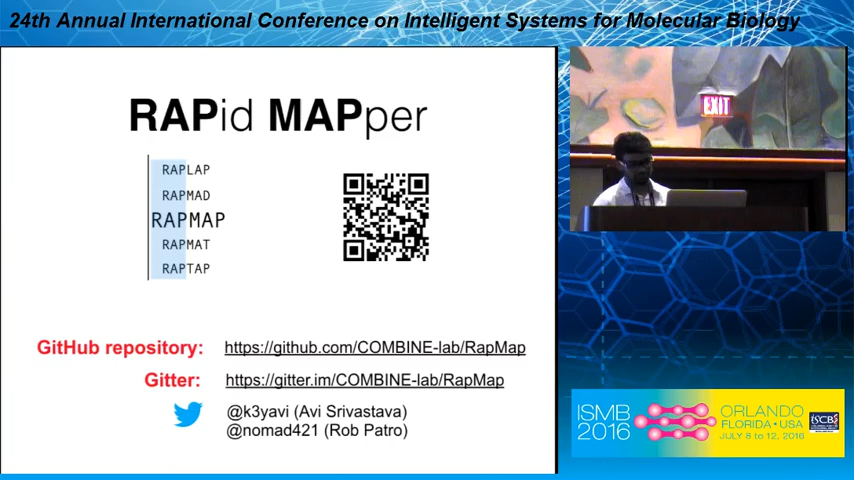 24th Annual International Conference on Intelligent Systems for Molecular Biology
RAPid MAPper
RAPLAP
RAPMAD
RAPMAP
RAPMAT
RAPTAP
GitHub repository: https://github.com/COMBINE-lab/RapMap
Gitter: https://gitter.im/COMBINE-lab/RapMap
@k3yavi (Avi Srivastava)
@nomad421 (Rob Patro)
EXIT
ISMB
2016
ORLANDO
FLORIDA • USA
JULY 8 to 12, 2016
ISCB